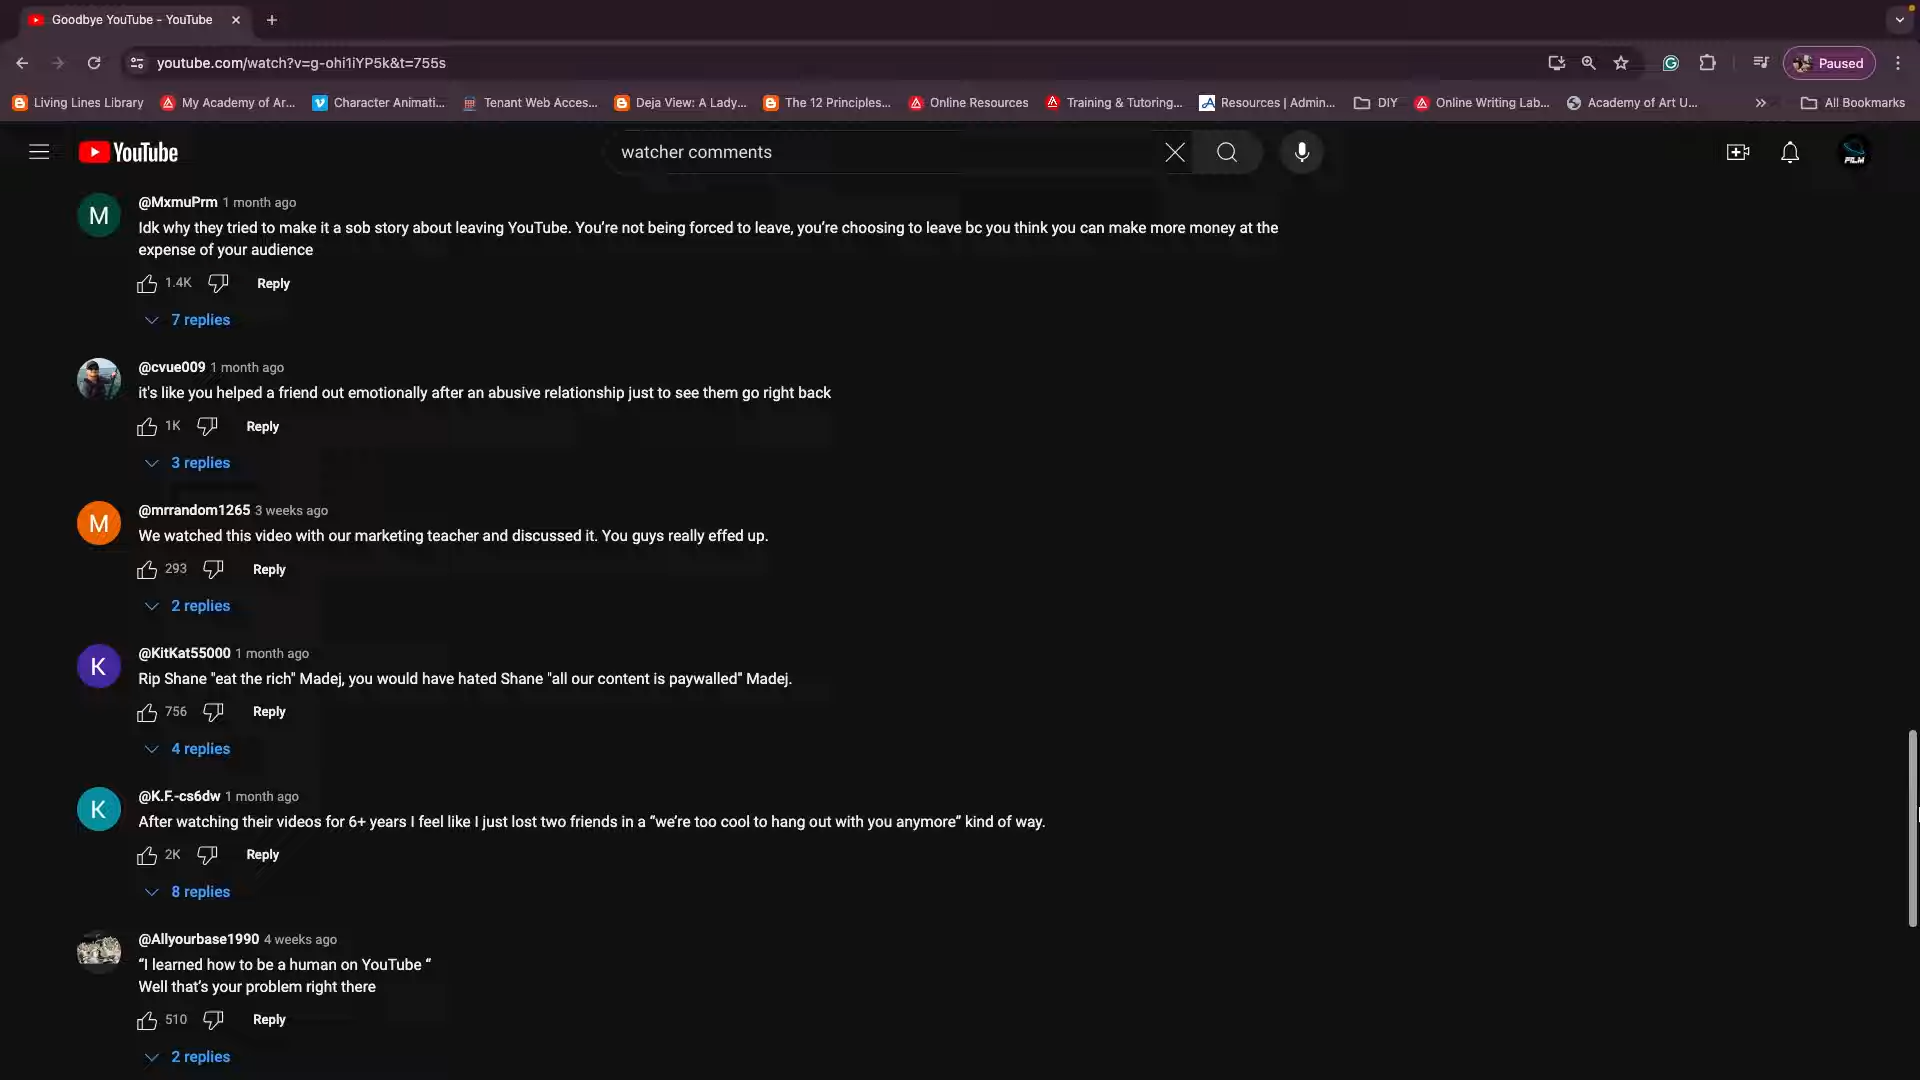 Goodbye YouTube - YouTube
youtube.com/watch?v=g-ohi1iYP5k&t=755s
Paused
Living Lines Library
My Academy of Ar...
Character Animati...
Tenant Web Acces...
Deja View: A Lady...
The 12 Principles...
Online Resources
Training & Tutoring...
Resources | Admin...
DIY
Online Writing Lab...
Academy of Art U...
All Bookmarks
YouTube
watcher comments
FILM
M
@MxmuPrm 1 month ago
Idk why they tried to make it a sob story about leaving YouTube. You’re not being forced to leave, you’re choosing to leave bc you think you can make more money at the
expense of your audience
1.4K Reply
7 replies
@cvue009 1 month ago
it's like you helped a friend out emotionally after an abusive relationship just to see them go right back
1K Reply
3 replies
M
@mrrandom1265 3 weeks ago
We watched this video with our marketing teacher and discussed it. You guys really effed up.
293 Reply
2 replies
K
@KitKat55000 1 month ago
Rip Shane "eat the rich" Madej, you would have hated Shane "all our content is paywalled” Madej.
756 Reply
4 replies
K
@K.F.-cs6dw 1 month ago
After watching their videos for 6+ years I feel like I just lost two friends in a “we’re too cool to hang out with you anymore” kind of way.
2K Reply
8 replies
@Allyourbase1990 4 weeks ago
“I learned how to be a human on YouTube “
Well that’s your problem right there
510 Reply
2 replies